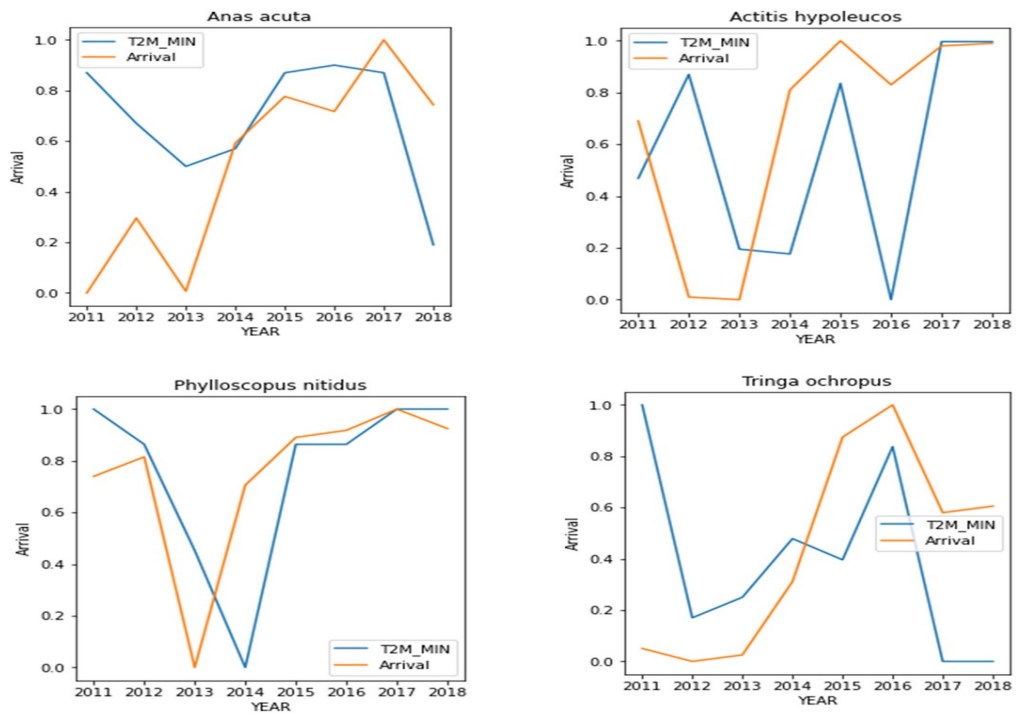 Anas acuta
T2M_MIN
Arrival
1.0
0.8
0.6
0.4
0.2
0.0
Arrival
2011 2012 2013 2014 2015 2016 2017 2018
YEAR
Actitis hypoleucos
T2M_MIN
Arrival
1.0
0.8
0.6
0.4
0.2
0.0
Arrival
2011 2012 2013 2014 2015 2016 2017 2018
YEAR
Phylloscopus nitidus
1.0
0.8
0.6
0.4
0.2
0.0
Arrival
T2M_MIN
Arrival
2011 2012 2013 2014 2015 2016 2017 2018
YEAR
Tringa ochropus
1.0
0.8
0.6
0.4
0.2
0.0
Arrival
T2M_MIN
Arrival
2011 2012 2013 2014 2015 2016 2017 2018
YEAR